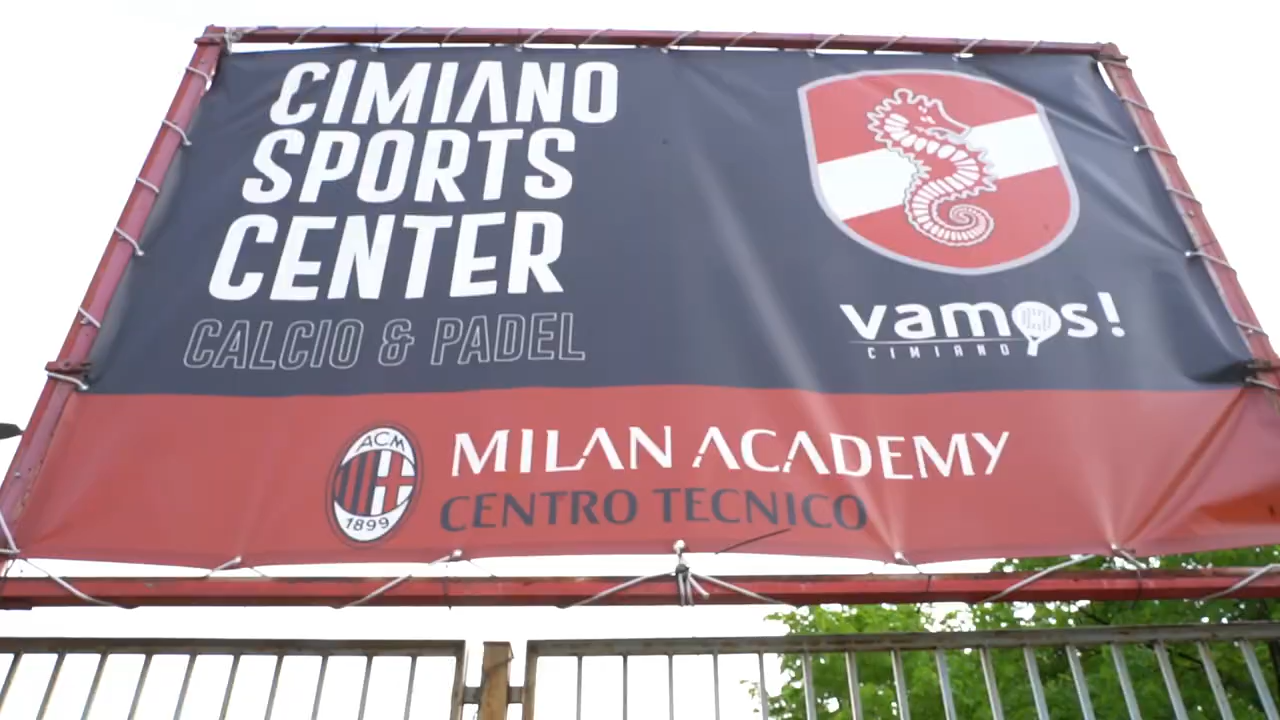 CIMIANO
SPORTS
CENTER
CALCIO & PADEL
vamos!
CIMIANO
ACM
1899
MILAN ACADEMY
CENTRO TECNICO